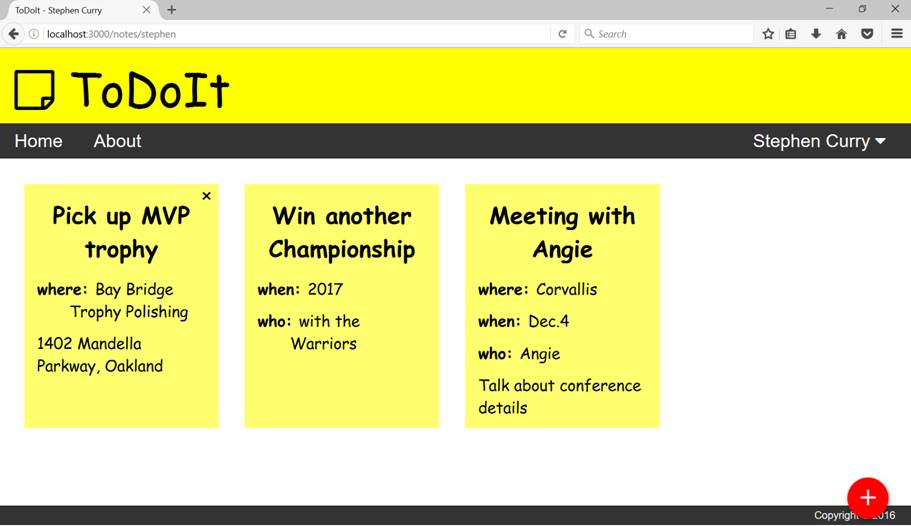 ToDoIt - Stephen Curry
localhost:3000/notes/stephen
Search
ToDoIt
Home About Stephen Curry
Pick up MVP
trophy
where: Bay Bridge
Trophy Polishing
1402 Mandella
Parkway, Oakland
Win another
Championship
when: 2017
who: with the
Warriors
Meeting with
Angie
where: Corvallis
when: Dec.4
who: Angie
Talk about conference
details
+
Copyright 2016